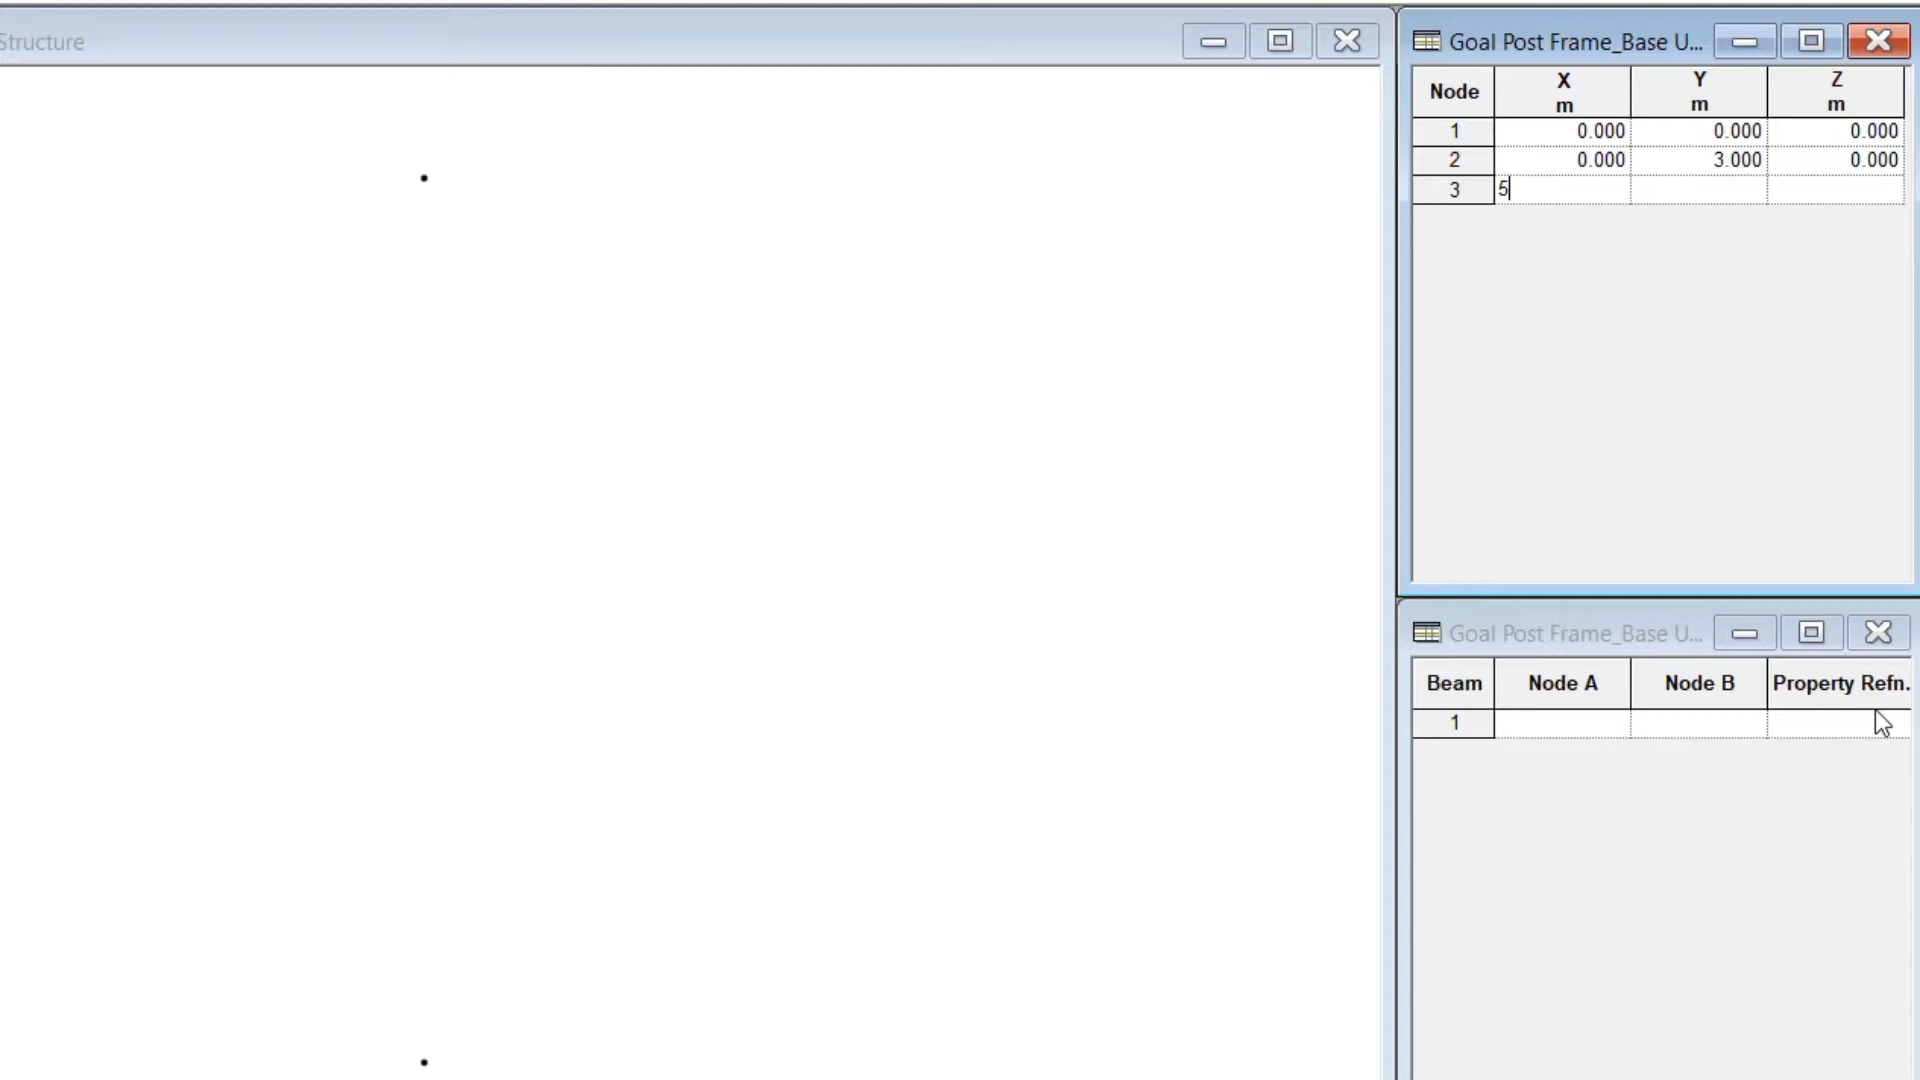 Structure
Goal Post Frame_Base U...
Node X m Y m Z m
1 0.000 0.000 0.000
2 0.000 3.000 0.000
3 5
Goal Post Frame_Base U...
Beam Node A Node B Property Refn.
1